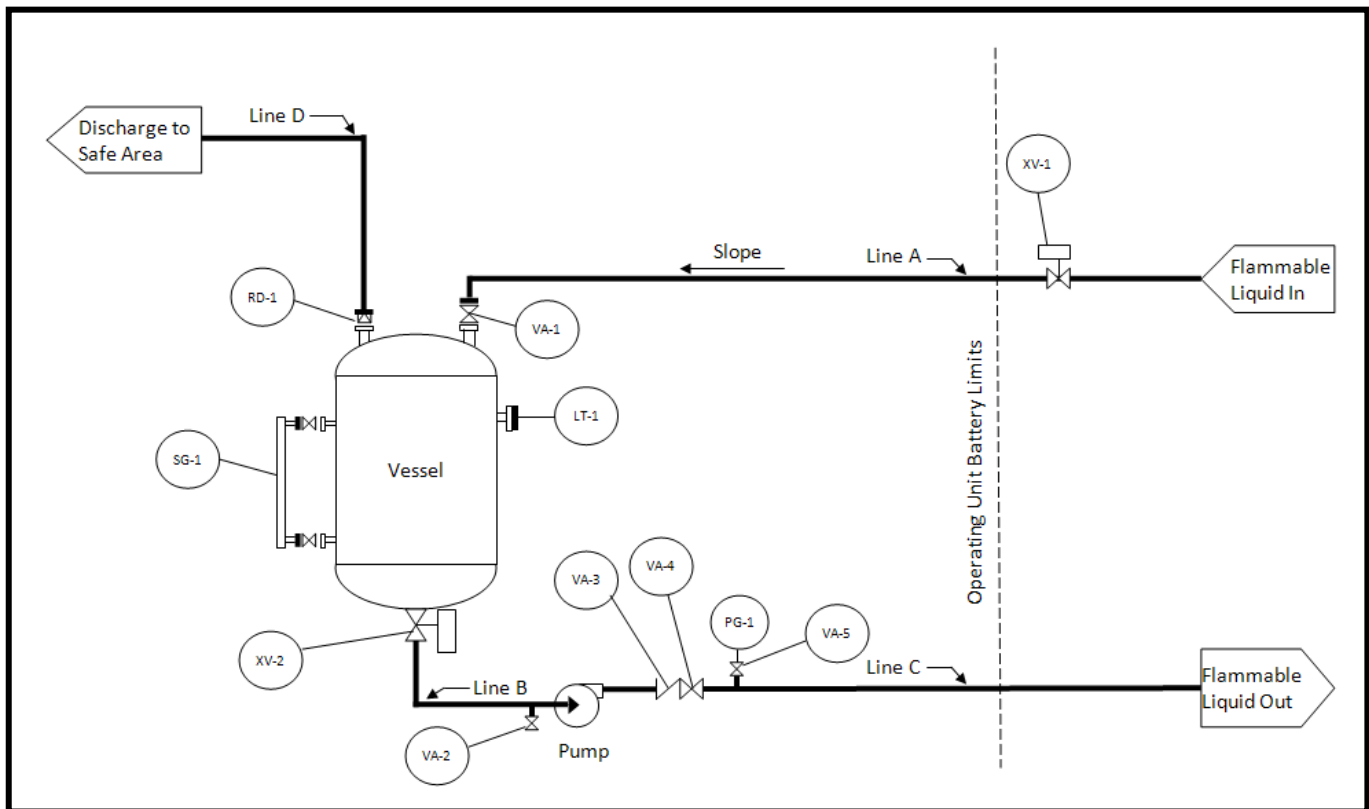 Line D
Discharge to
Safe Area
XV-1
Slope
Line A
Flammable
Liquid In
RD-1
VA-1
LT-1
SG-1
Vessel
Operating Unit Battery Limits
VA-3
VA-4
PG-1
VA-5
XV-2
Line B
Line C
Flammable
Liquid Out
VA-2
Pump